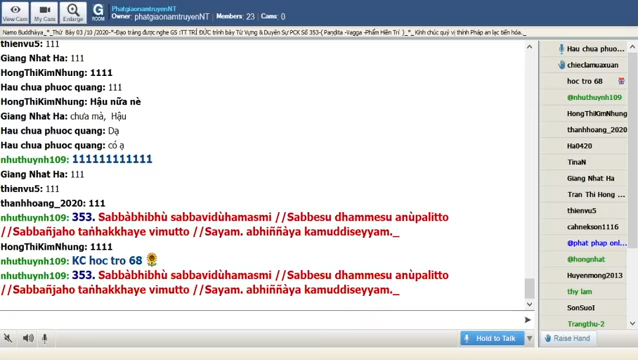 View Cam
My Cam
Enlarge
G
ROOM
PhatgiaonamtruyenNT
Owner: phatgiaonamtruyenNT | Members: 23 | Cams: 0
thienvu5: 111
Giang Nhat Ha: 111
HongThiKimNhung: 1111
Hau chua phuoc quang: 111
HongThiKimNhung: Hậu nữa nè
Giang Nhat Ha: chưa mà, Hậu
Hau chua phuoc quang: Dạ
Hau chua phuoc quang: có ạ
nhuthuynh109: 111111111111
Giang Nhat Ha: 111
thienvu5: 111
thanhhoang_2020: 111
nhuthuynh109: 353. Sabbàbhibhù sabbavidùhamasmi //Sabbesu dhammesu anùpalitto
//Sabbañjaho taṅhakkhaye vimutto //Sayam. abhiññàya kamuddiseyyam._
HongThiKimNhung: 1111
nhuthuynh109: KC hoc tro 68
nhuthuynh109: 353. Sabbàbhibhù sabbavidùhamasmi //Sabbesu dhammesu anùpalitto
//Sabbañjaho taṅhakkhaye vimutto //Sayam. abhiññàya kamuddiseyyam._
Hold to Talk
Hau chua phuo...
chieclamuaxuan
hoc tro 68
@nhuthuynh109
HongThiKimNhung
thanhhoang_2020
Ha0420
TinaN
Giang Nhat Ha
Tran Thi Hong ...
thienvu5
cahnekson1116
@phat phap onl...
@hongnhat
Huyenmong2013
thy lam
SonSuoI
Trangthu-2
Raise Hand